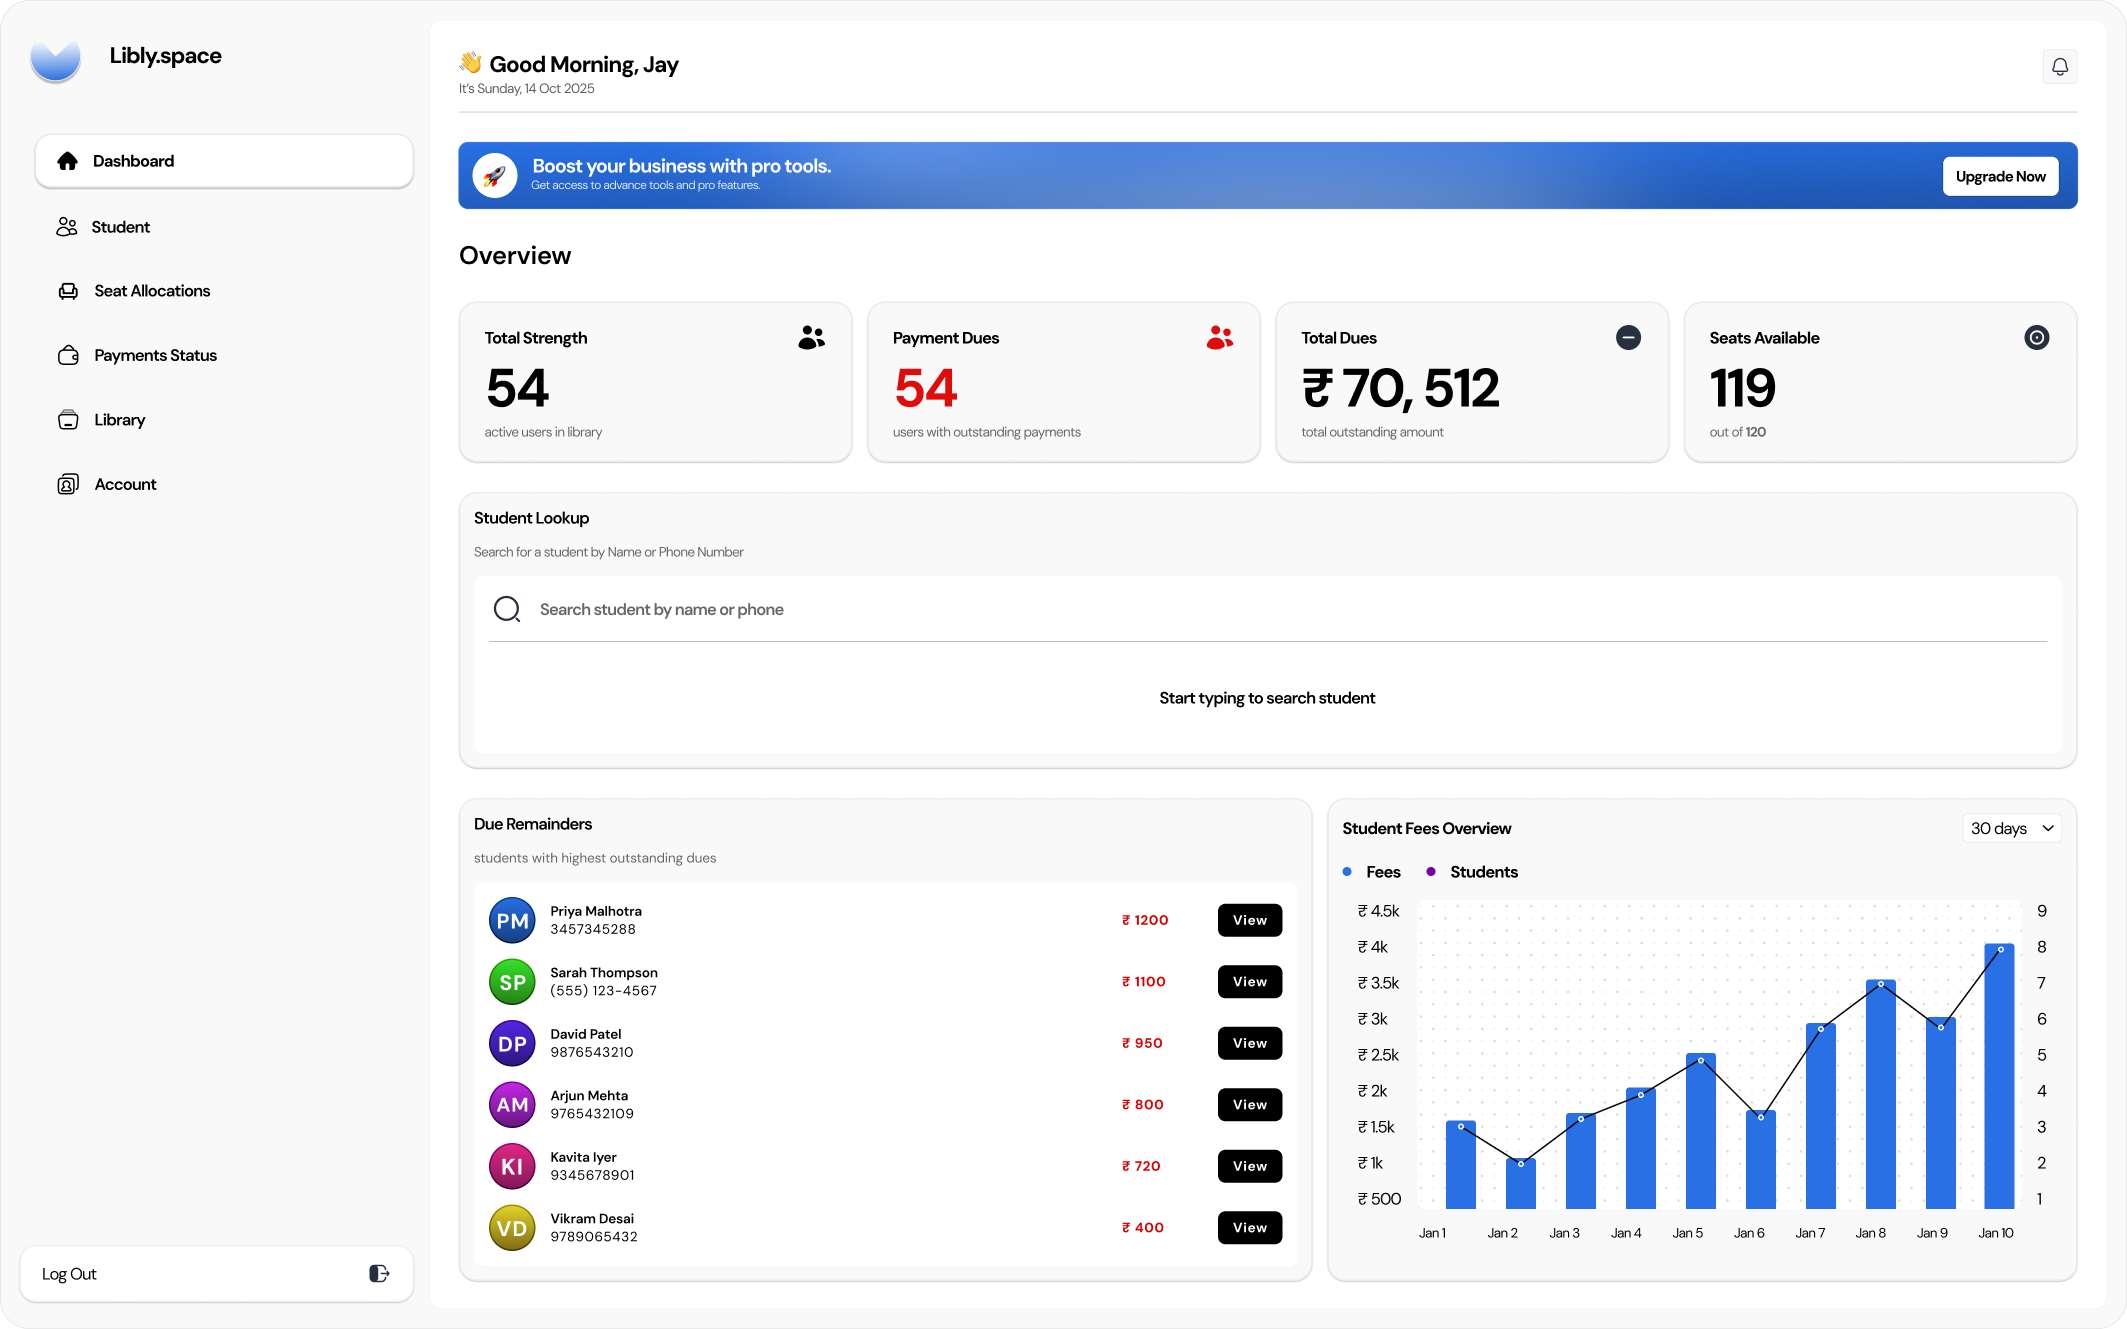 Libly.space
Dashboard
Student
Seat Allocations
Payments Status
Library
Account
Log Out
👋 Good Morning, Jay
It's Sunday, 14 Oct 2025
Boost your business with pro tools.
Get access to advance tools and pro features.
Upgrade Now
Overview
Total Strength
54
active users in library
Payment Dues
54
users with outstanding payments
Total Dues
₹ 70, 512
total outstanding amount
Seats Available
119
out of 120
Student Lookup
Search for a student by Name or Phone Number
Search student by name or phone
Start typing to search student
Due Remainders
students with highest outstanding dues
PM
Priya Malhotra
3457345288
₹ 1200
View
SP
Sarah Thompson
(555) 123-4567
₹ 1100
View
DP
David Patel
9876543210
₹ 950
View
AM
Arjun Mehta
9765432109
₹ 800
View
KI
Kavita Iyer
9345678901
₹ 720
View
VD
Vikram Desai
9789065432
₹ 400
View
Student Fees Overview
30 days
Fees
Students
₹ 4.5k
₹ 4k
₹ 3.5k
₹ 3k
₹ 2.5k
₹ 2k
₹ 1.5k
₹ 1k
₹ 500
9
8
7
6
5
4
3
2
1
Jan 1
Jan 2
Jan 3
Jan 4
Jan 5
Jan 6
Jan 7
Jan 8
Jan 9
Jan 10